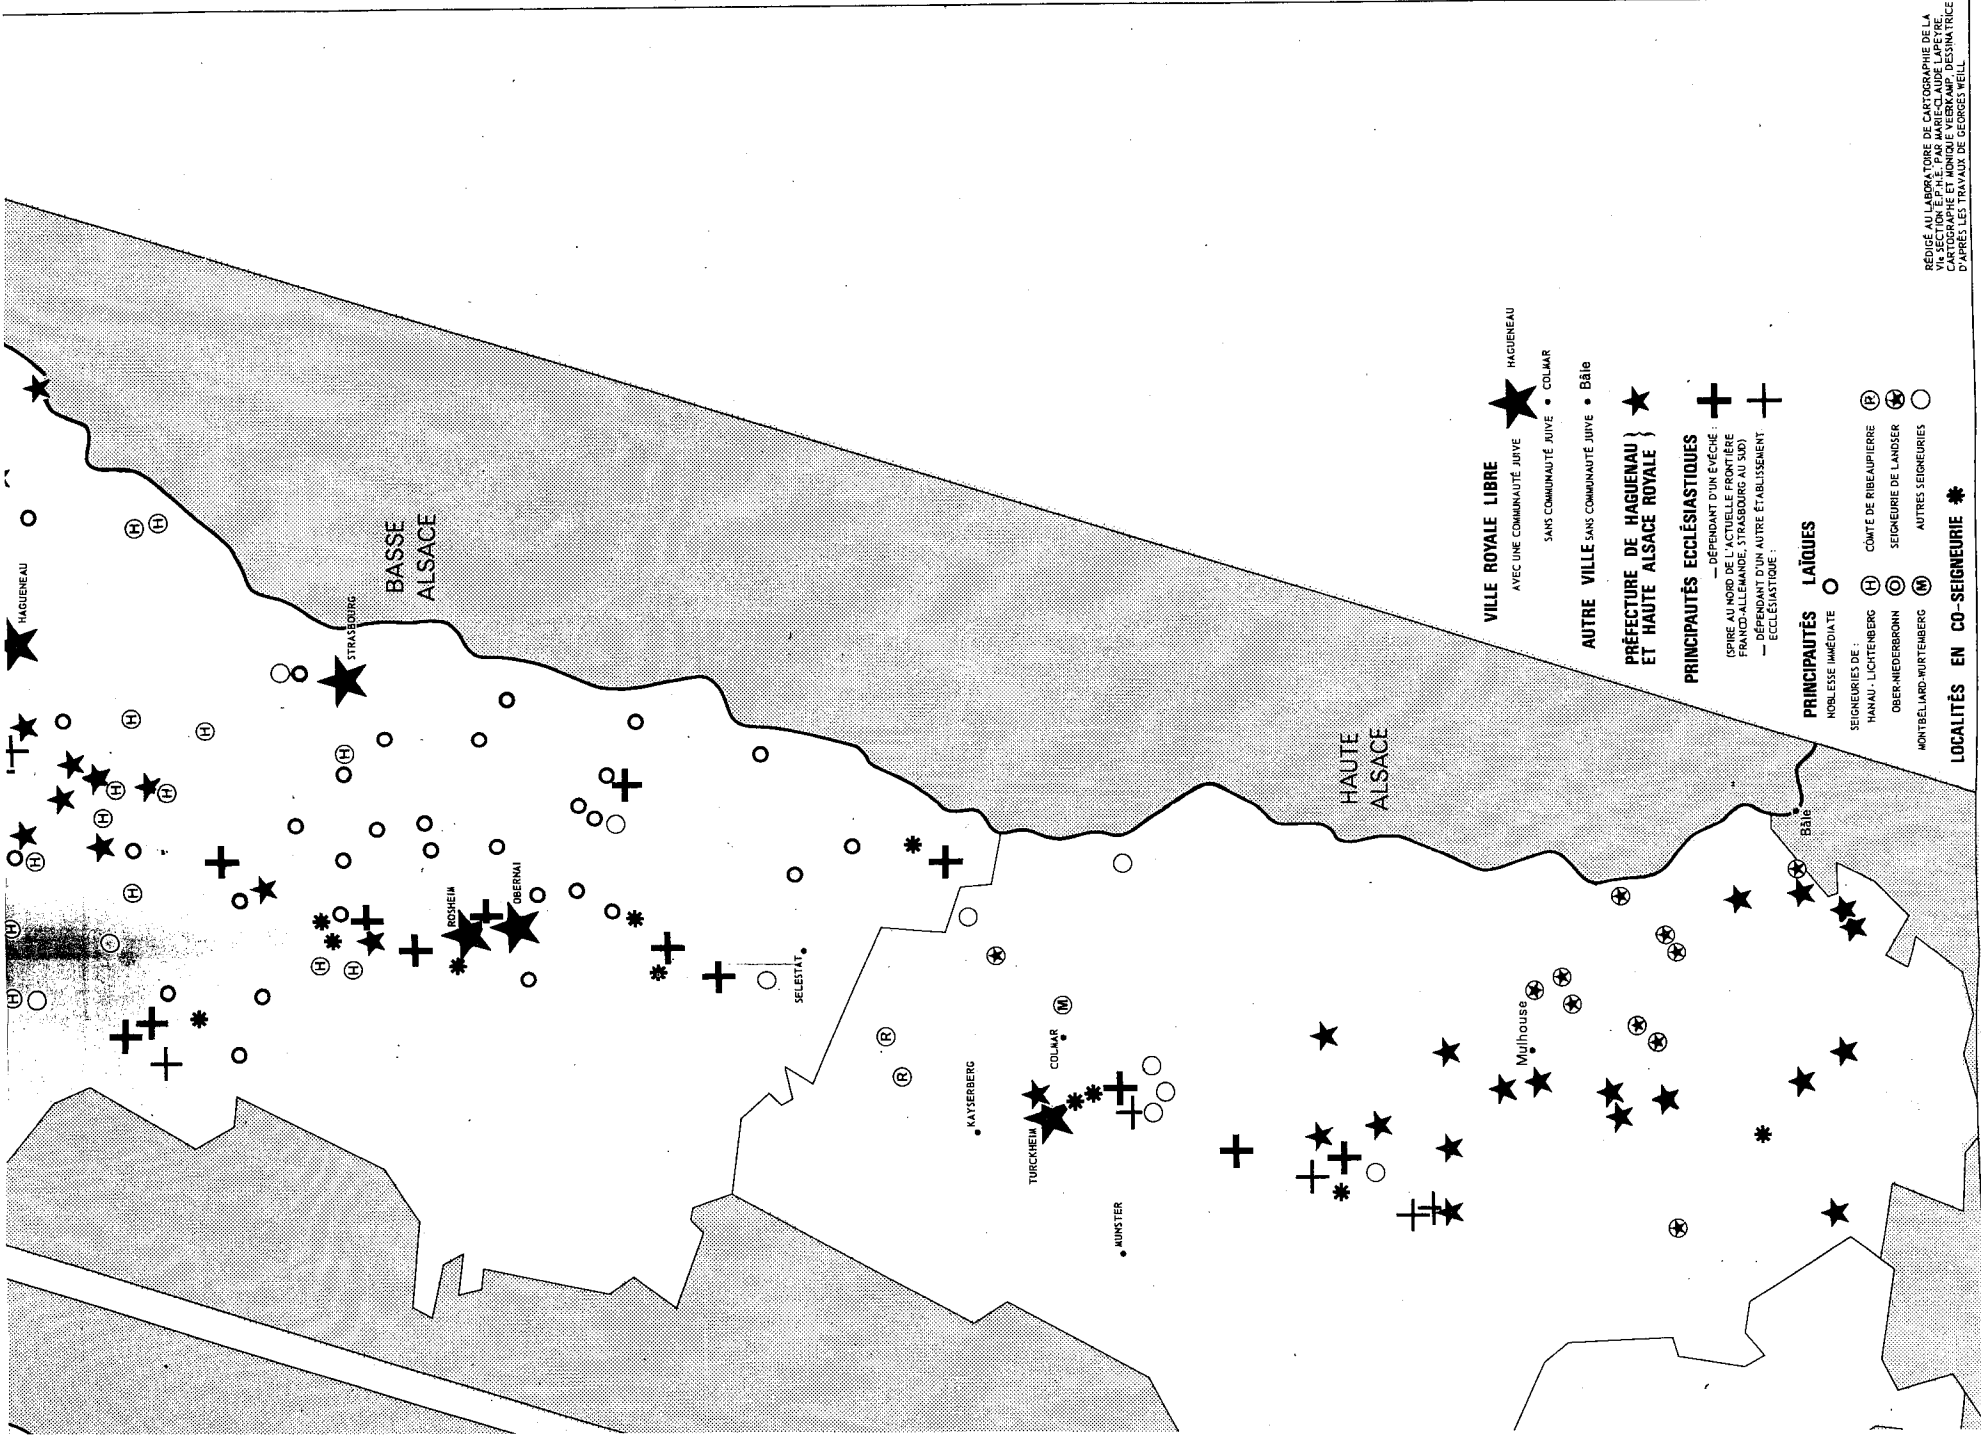 HAGUENEAU
STRASBOURG
BASSE
ALSACE
ROSHEIM
OBERNAI
SELESTAT
HAUTE
ALSACE
KAYSERBERG
COLMAR
TURCKHEIM
MUNSTER
Mulhouse
Bâle
H
H
H
H
H
H
H
H
H
H
H
H
H
H
R
R
M
VILLE ROYALE LIBRE
AVEC UNE COMMUNAUTÉ JUIVE HAGUENEAU
SANS COMMUNAUTÉ JUIVE • COLMAR
AUTRE VILLE SANS COMMUNAUTÉ JUIVE • Bâle
PRÉFECTURE DE HAGUENAU }
ET HAUTE ALSACE ROYALE }
PRINCIPAUTÉS ECCLÉSIASTIQUES
— DÉPENDANT D'UN ÉVÊCHÉ :
(SPIRE AU NORD DE L'ACTUELLE FRONTIÈRE
FRANCO-ALLEMANDE, STRASBOURG AU SUD)
— DÉPENDANT D'UN AUTRE ÉTABLISSEMENT
ECCLÉSIASTIQUE :
PRINCIPAUTÉS LAÏQUES
NOBLESSE IMMÉDIATE
SEIGNEURIES DE :
HANAU - LICHTENBERG H COMTÉ DE RIBEAUPIERRE R
OBER-NIEDERBRONN O SEIGNEURIE DE LANDSER
MONTBÉLIARD-WURTEMBERG M AUTRES SEIGNEURIES
LOCALITÉS EN CO-SEIGNEURIE *
RÉDIGÉ AU LABORATOIRE DE CARTOGRAPHIE DE LA
VIe SECTION E.P.H.E. PAR MARIE-CLAUDE LAPEYRE,
CARTOGRAPHE ET MONIQUE VEERKAMP, DESSINATRICE
D'APRÈS LES TRAVAUX DE GEORGES WEILL